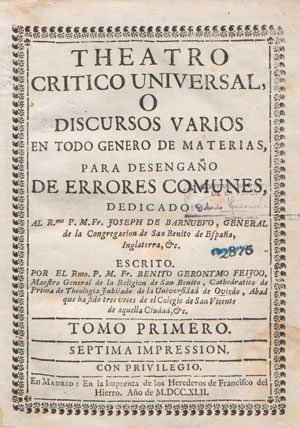 THEATRO
CRITICO UNIVERSAL,
O
DISCURSOS VARIOS
EN TODO GENERO DE MATERIAS,
PARA DESENGAÑO
DE ERRORES COMUNES,
DEDICADO
AL R.mo P. M. Fr. JOSEPH DE BARNUEVO, GENERAL
de la Congregacion de San Benito de España,
Inglaterra, &c.
2876
ESCRITO.
POR EL Rmo. P. M. FR. BENITO GERONYMO FEIJOO,
Maestro General de la Religion de San Benito, Cathedratico de
Prima de Theologia Jubilado de la Universidad de Oviedo, Abad
que ha sido tres veces de el Colegio de San Vicente
de aquella Ciudad, &c.
TOMO PRIMERO.
SEPTIMA IMPRESSION.
CON PRIVILEGIO.
En MADRID: En la Imprenta de los Herederos de Francisco del
Hierro. Año de M.DCC.XLII.